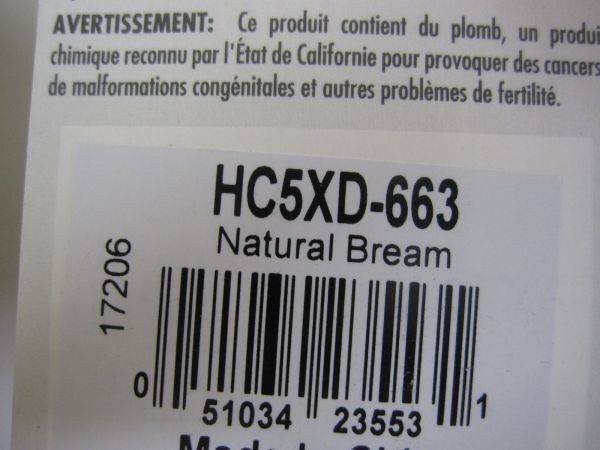 AVERTISSEMENT: Ce produit contient du plomb, un produi
chimique reconnu par l'État de Californie pour provoquer des cancers
de malformations congénitales et autres problèmes de fertilité.
HC5XD-663
Natural Bream
17206
0 51034 23553 1